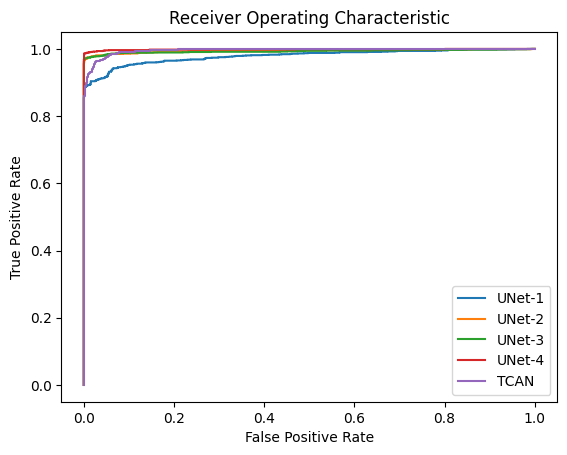 Receiver Operating Characteristic
True Positive Rate
1.0
0.8
0.6
0.4
0.2
0.0
UNet-1
UNet-2
UNet-3
UNet-4
TCAN
0.0 0.2 0.4 0.6 0.8 1.0
False Positive Rate